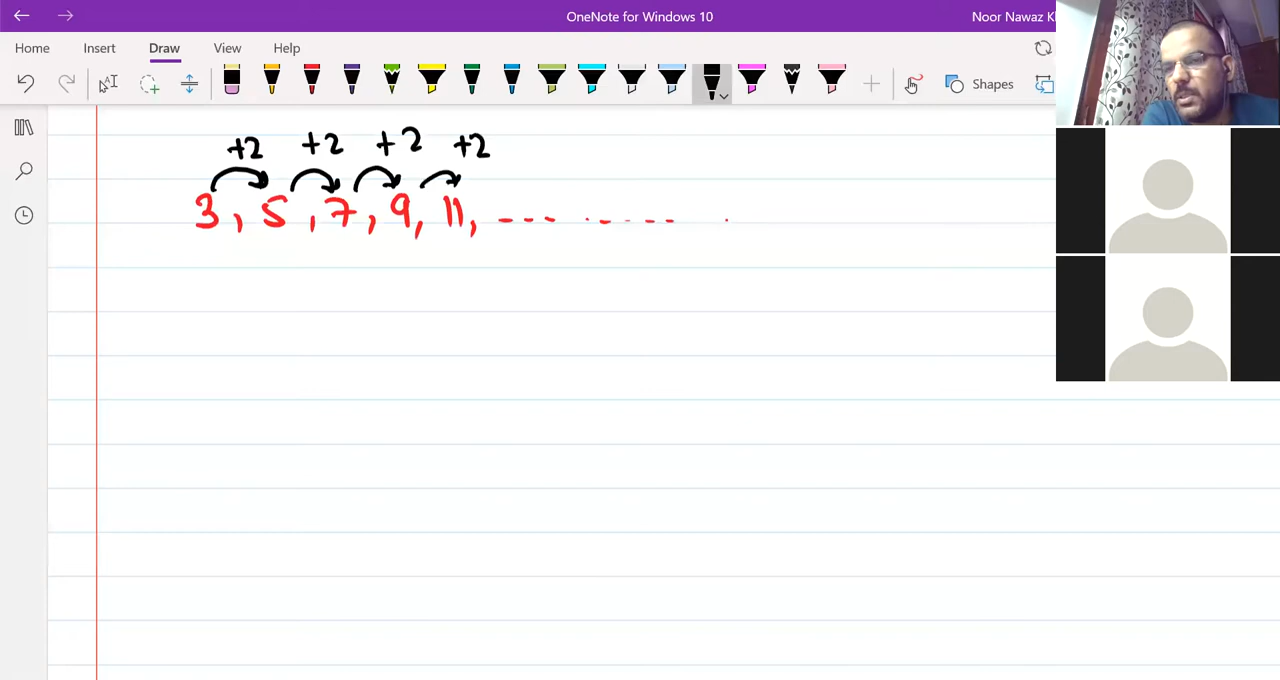 OneNote for Windows 10
Noor Nawaz Kh
Home Insert Draw View Help
Shapes
+2 +2 +2 +2
3, 5, 7, 9, 11, --- ---- .